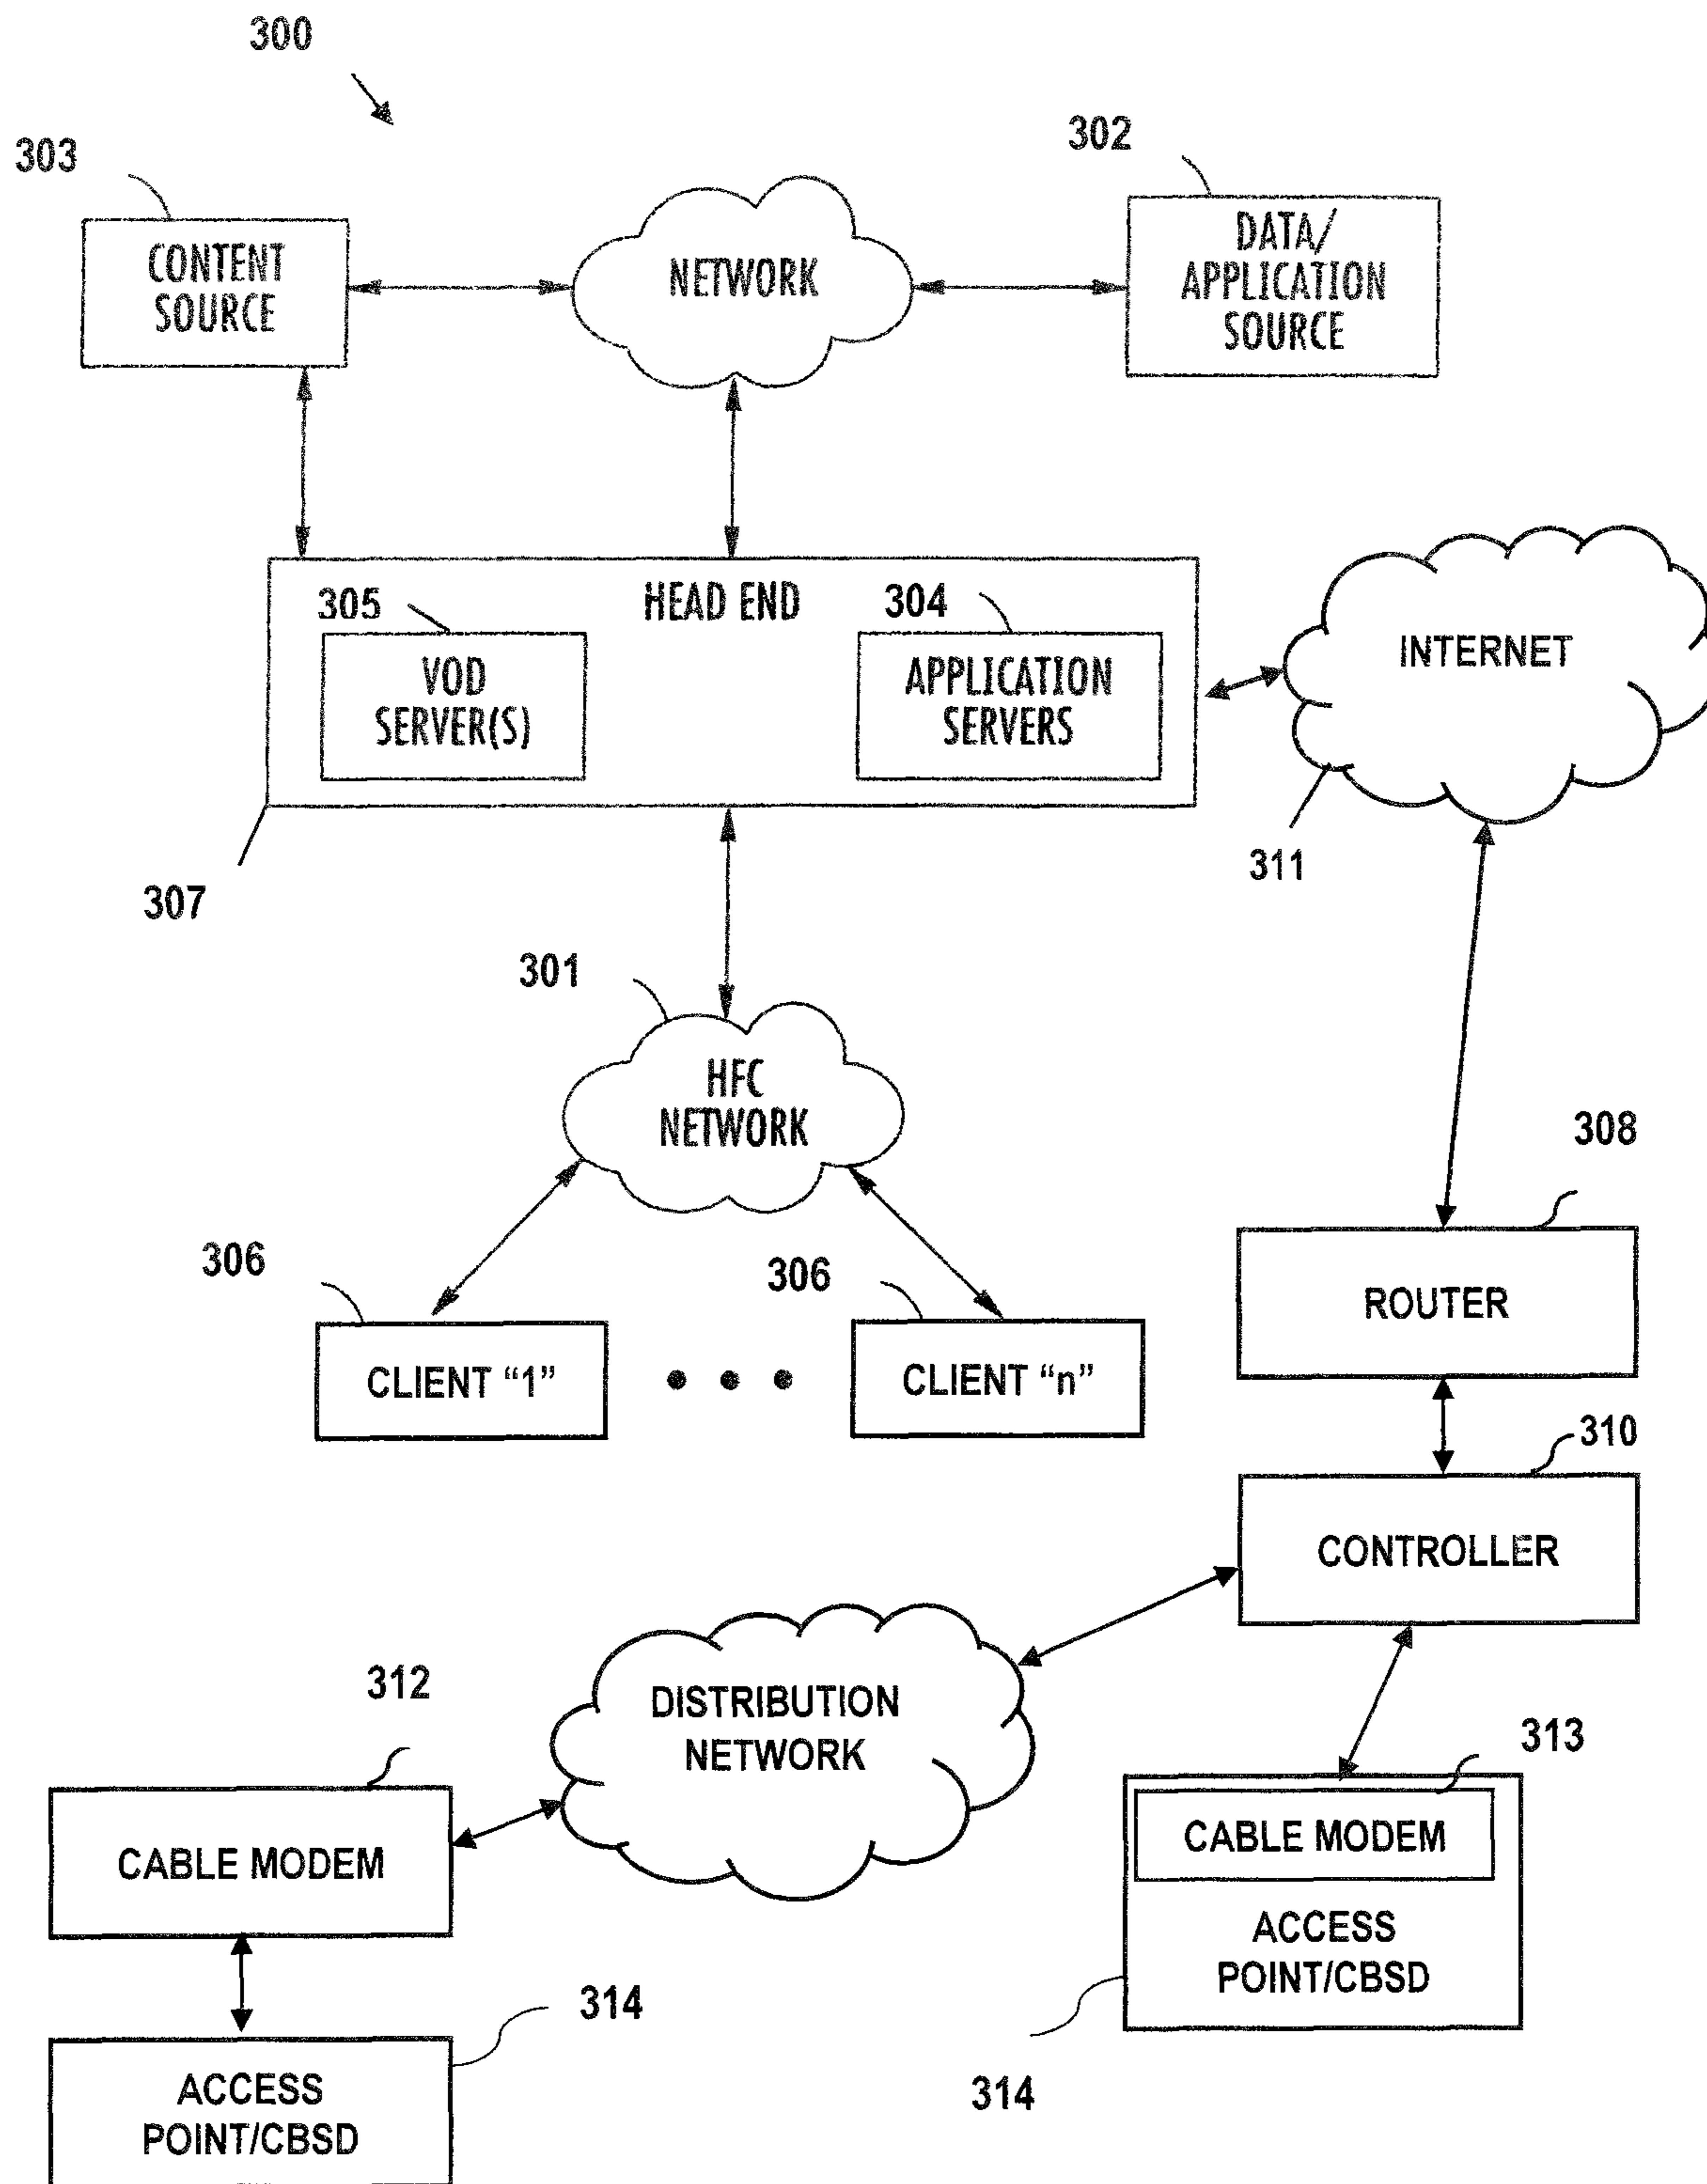 300
303
302
CONTENT
SOURCE
NETWORK
DATA/
APPLICATION
SOURCE
305
HEAD END
304
VOD
SERVER(S)
APPLICATION
SERVERS
INTERNET
307
311
301
HFC
NETWORK
308
306
306
ROUTER
CLIENT “1”
• • •
CLIENT “n”
310
CONTROLLER
312
DISTRIBUTION
NETWORK
313
CABLE MODEM
CABLE MODEM
ACCESS
POINT/CBSD
314
314
ACCESS
POINT/CBSD